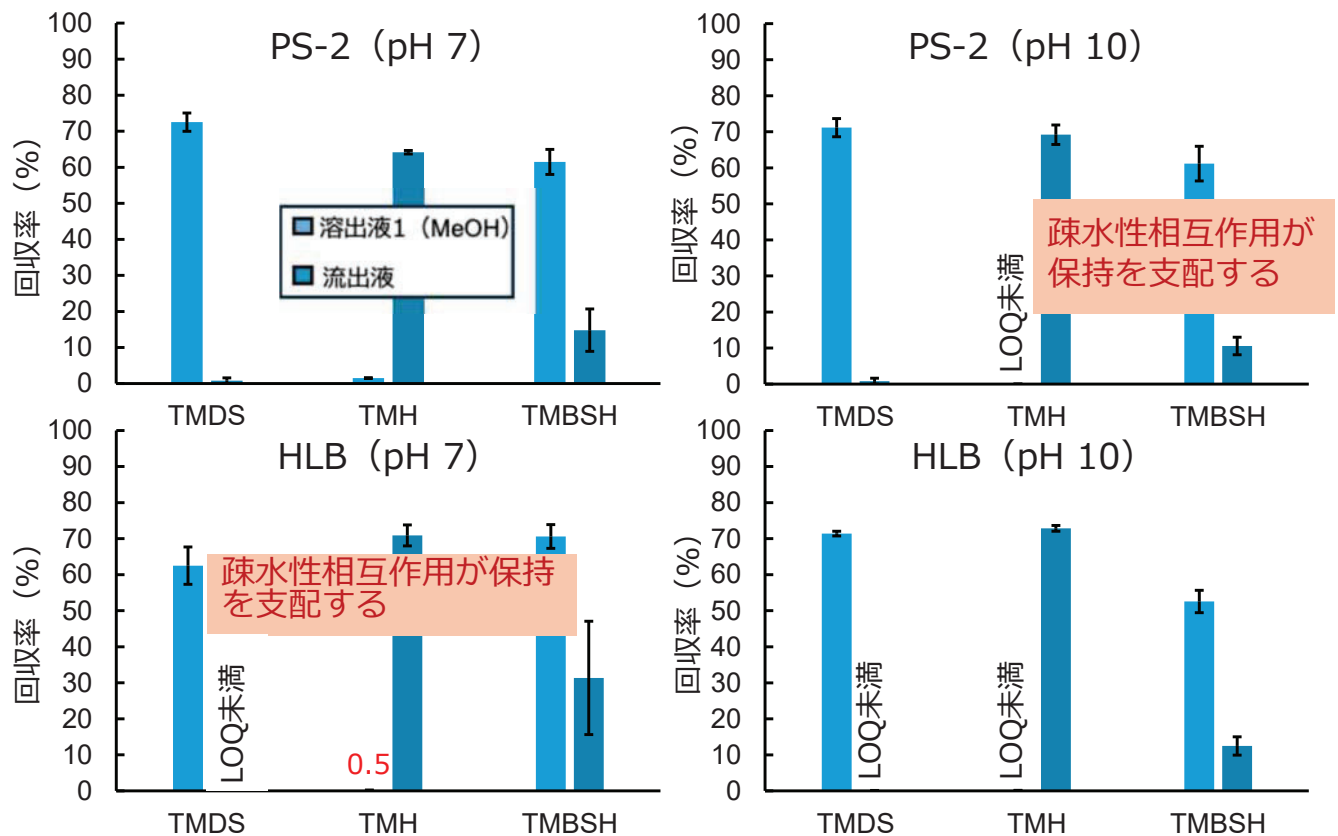 PS-2（pH 7）
回収率（%）
100
90
80
70
60
50
40
30
20
10
0
溶出液1（MeOH）
流出液
TMDS
TMH
TMBSH
PS-2（pH 10）
回収率（%）
100
90
80
70
60
50
40
30
20
10
0
LOQ未満
疎水性相互作用が
保持を支配する
TMDS
TMH
TMBSH
HLB（pH 7）
回収率（%）
100
90
80
70
60
50
40
30
20
10
0
疎水性相互作用が保持
を支配する
LOQ未満
0.5
TMDS
TMH
TMBSH
HLB（pH 10）
回収率（%）
100
90
80
70
60
50
40
30
20
10
0
LOQ未満
LOQ未満
TMDS
TMH
TMBSH